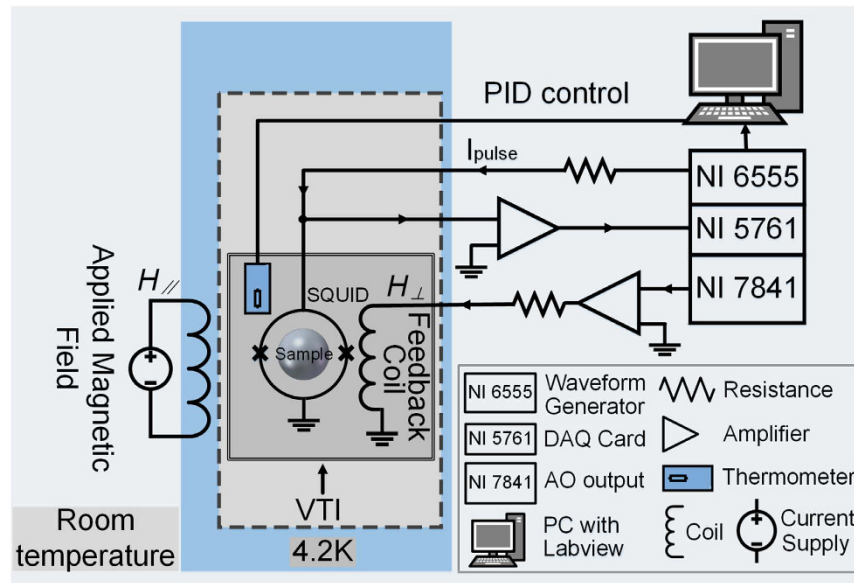 PID control
I pulse
NI 6555
NI 5761
NI 7841
Applied Magnetic
Field
H//
SQUID
H⊥
Sample
Feedback
Coil
VTI
4.2K
Room
temperature
NI 6555 Waveform
Generator
Resistance
NI 5761 DAQ Card
Amplifier
NI 7841 AO output
Thermometer
PC with
Labview
Coil
Current
Supply